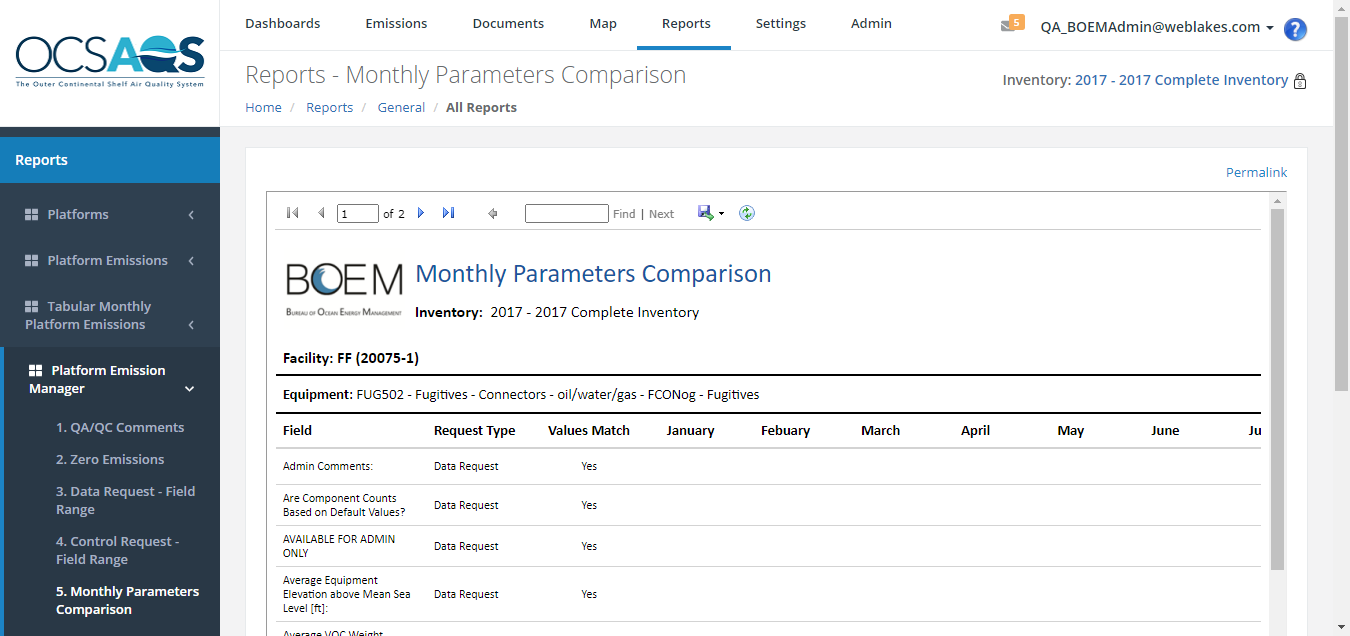 OCSAQS
The Outer Continental Shelf Air Quality System
Dashboards Emissions Documents Map Reports Settings Admin
5 QA_BOEMAdmin@weblakes.com ?
Reports - Monthly Parameters Comparison
Inventory: 2017 - 2017 Complete Inventory
Home / Reports / General / All Reports
Reports
Platforms
Platform Emissions
Tabular Monthly
Platform Emissions
Platform Emission
Manager
1. QA/QC Comments
2. Zero Emissions
3. Data Request - Field
Range
4. Control Request -
Field Range
5. Monthly Parameters
Comparison
Permalink
1 of 2 Find | Next
BOEM
Bureau of Ocean Energy Management
Monthly Parameters Comparison
Inventory: 2017 - 2017 Complete Inventory
Facility: FF (20075-1)
Equipment: FUG502 - Fugitives - Connectors - oil/water/gas - FCONog - Fugitives
Field Request Type Values Match January Febuary March April May June Ju
Admin Comments: Data Request Yes
Are Component Counts
Based on Default Values? Data Request Yes
AVAILABLE FOR ADMIN
ONLY Data Request Yes
Average Equipment
Elevation above Mean Sea
Level [ft]: Data Request Yes
Average VOC Weight